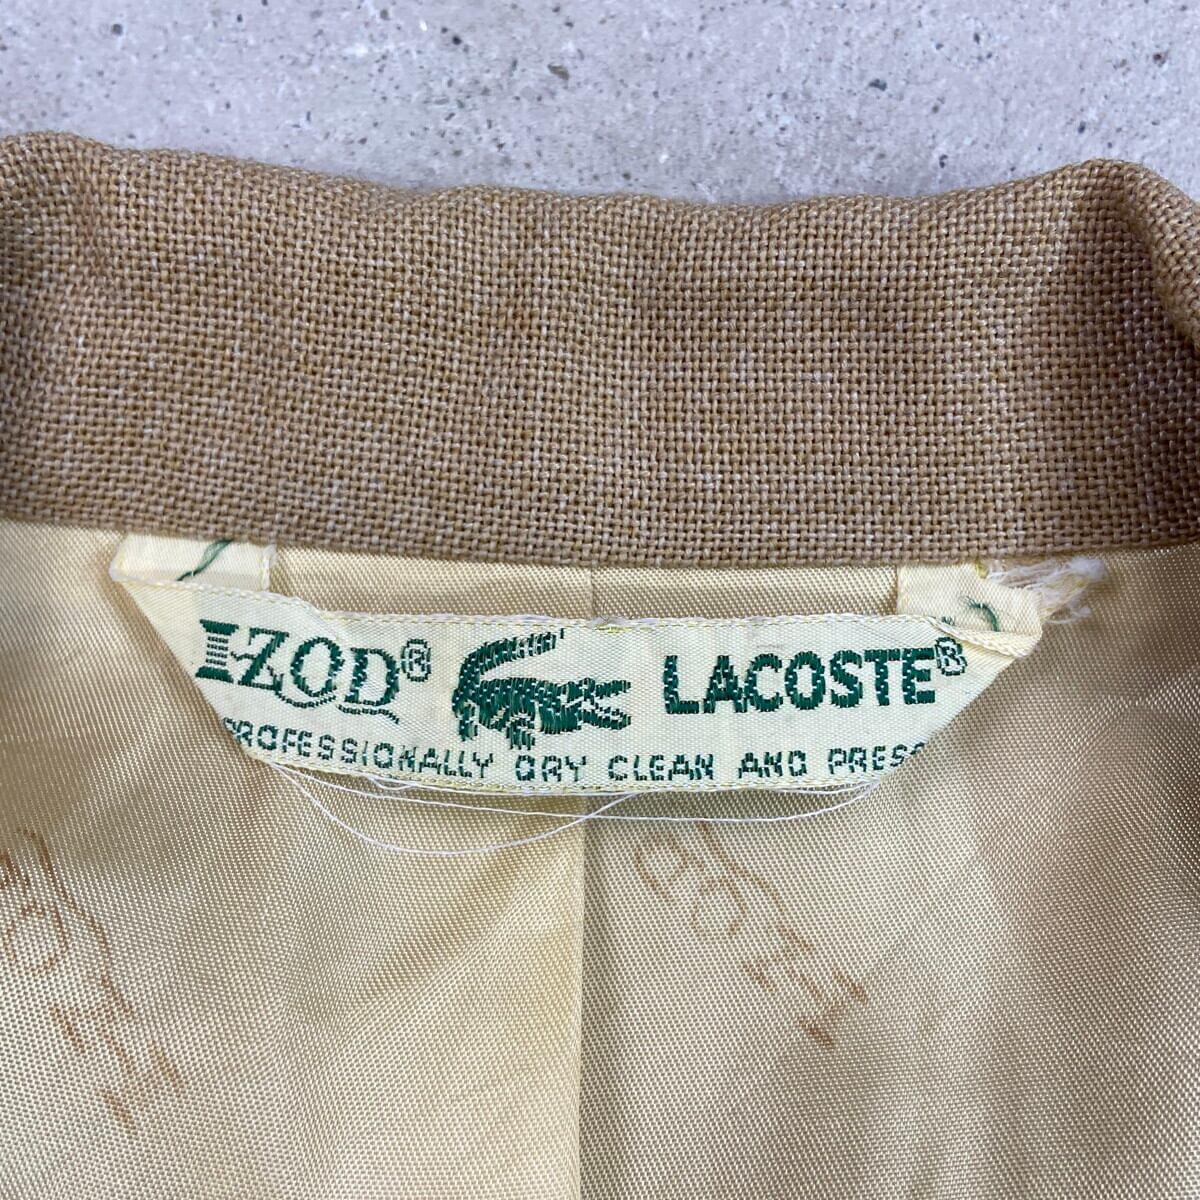 IZOD® LACOSTE®
PROFESSIONALLY DRY CLEAN AND PRESS